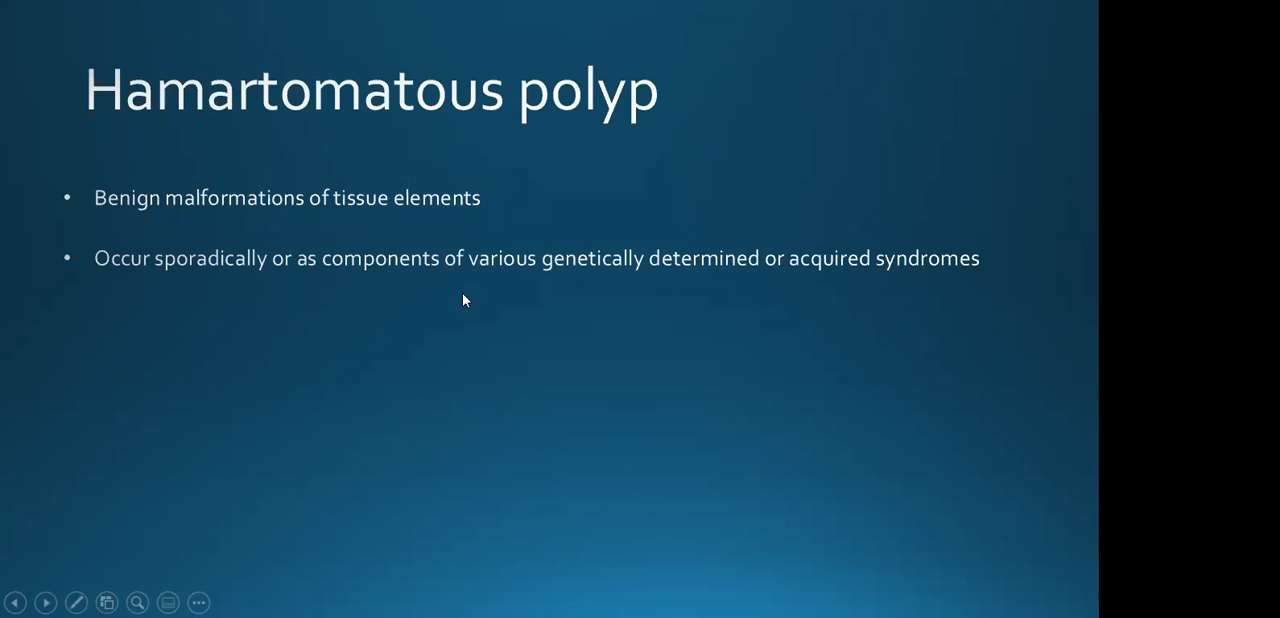 Hamartomatous polyp
• Benign malformations of tissue elements
• Occur sporadically or as components of various genetically determined or acquired syndromes